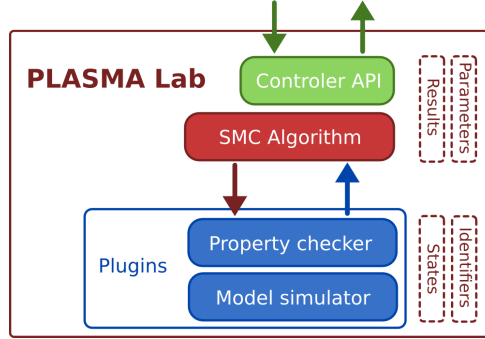 PLASMA Lab
Controler API
SMC Algorithm
Results
Parameters
Plugins
Property checker
Model simulator
States
Identifiers